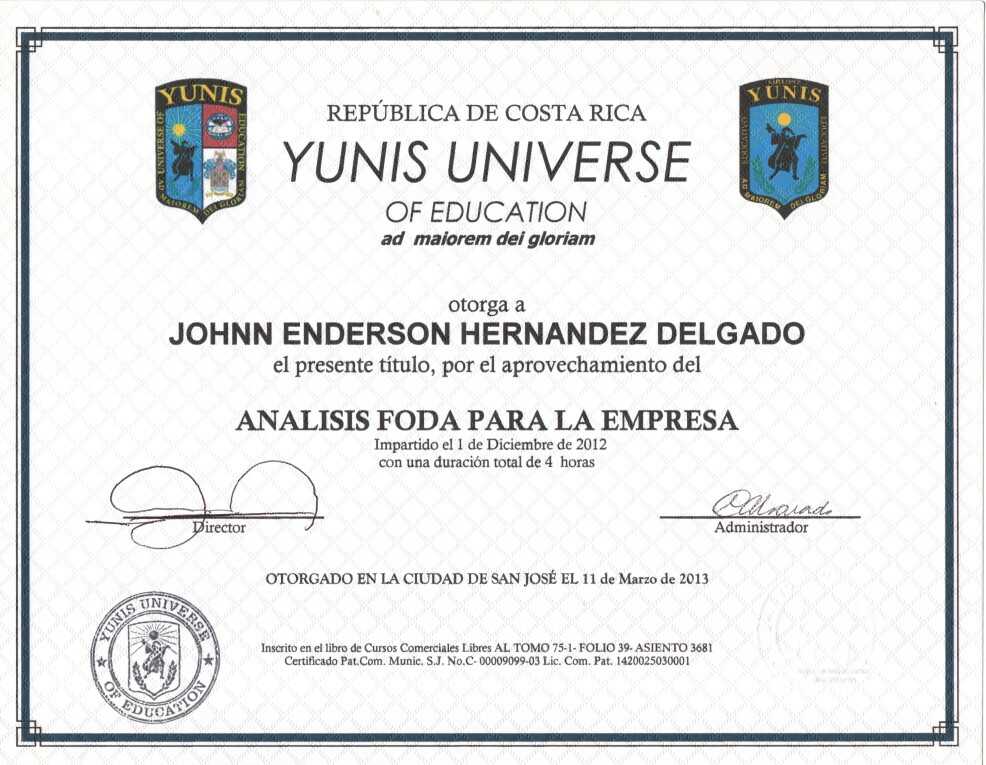 YUNIS
UNIVERSE OF EDUCATION
AD MAIOREM DEI GLORIAM
YUNIS
EDUCATIO
AD MAIOREM DEI GLORIAM
REPÚBLICA DE COSTA RICA
YUNIS UNIVERSE
OF EDUCATION
ad maiorem dei gloriam
otorga a
JOHNN ENDERSON HERNANDEZ DELGADO
el presente título, por el aprovechamiento del
ANALISIS FODA PARA LA EMPRESA
Impartido el 1 de Diciembre de 2012
con una duración total de 4 horas
Director
Administrador
OTORGADO EN LA CIUDAD DE SAN JOSÉ EL 11 de Marzo de 2013
YUNIS UNIVERSE
OF EDUCATION
Inscrito en el libro de Cursos Comerciales Libres AL TOMO 75-1- FOLIO 39- ASIENTO 3681
Certificado Pat.Com. Munic. S.J. No.C- 00009099-03 Lic. Com. Pat. 1420025030001